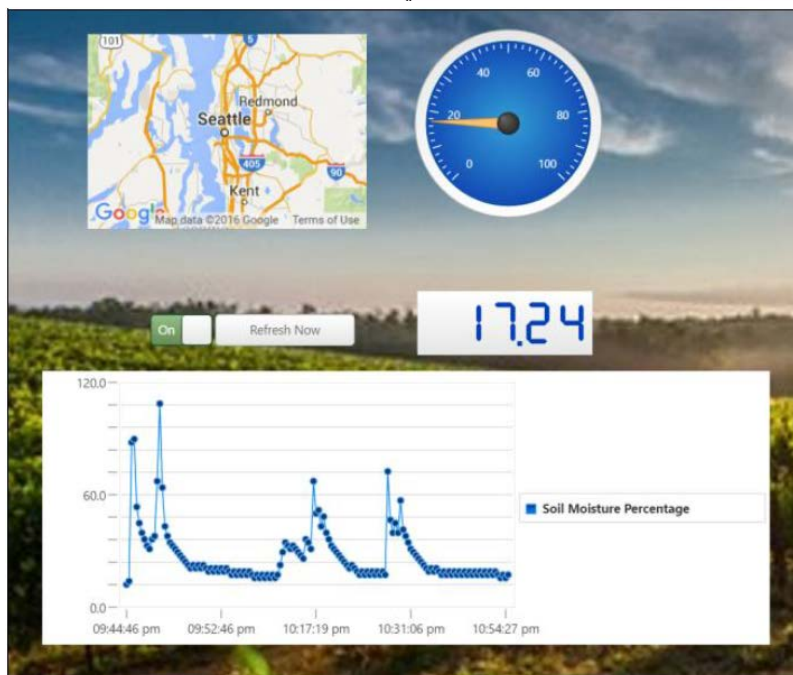 101
5
Redmond
Seattle
405
90
Kent
Google
Map data ©2016 Google
Terms of Use
0
20
40
60
80
100
On
Refresh Now
17.24
120.0
60.0
0.0
09:44:46 pm
09:52:46 pm
10:17:19 pm
10:31:06 pm
10:54:27 pm
Soil Moisture Percentage